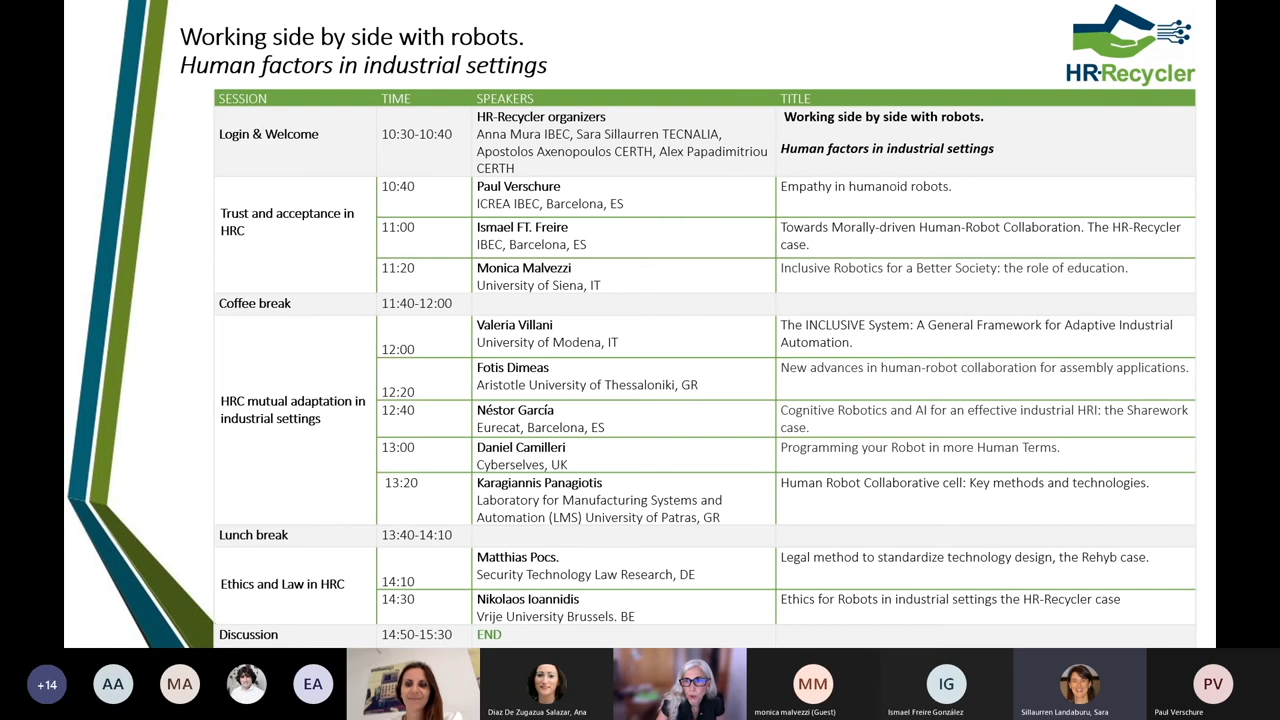 Working side by side with robots.
Human factors in industrial settings
HR-Recycler
SESSION TIME SPEAKERS TITLE
Login & Welcome 10:30-10:40
HR-Recycler organizers
Anna Mura IBEC, Sara Sillaurren TECNALIA,
Apostolos Axenopoulos CERTH, Alex Papadimitriou
CERTH
Working side by side with robots.
Human factors in industrial settings
Trust and acceptance in
HRC
10:40
Paul Verschure
ICREA IBEC, Barcelona, ES
Empathy in humanoid robots.
11:00
Ismael FT. Freire
IBEC, Barcelona, ES
Towards Morally-driven Human-Robot Collaboration. The HR-Recycler
case.
11:20
Monica Malvezzi
University of Siena, IT
Inclusive Robotics for a Better Society: the role of education.
Coffee break 11:40-12:00
HRC mutual adaptation in
industrial settings
12:00
Valeria Villani
University of Modena, IT
The INCLUSIVE System: A General Framework for Adaptive Industrial
Automation.
12:20
Fotis Dimeas
Aristotle University of Thessaloniki, GR
New advances in human-robot collaboration for assembly applications.
12:40
Néstor García
Eurecat, Barcelona, ES
Cognitive Robotics and AI for an effective industrial HRI: the Sharework
case.
13:00
Daniel Camilleri
Cyberselves, UK
Programming your Robot in more Human Terms.
13:20
Karagiannis Panagiotis
Laboratory for Manufacturing Systems and
Automation (LMS) University of Patras, GR
Human Robot Collaborative cell: Key methods and technologies.
Lunch break 13:40-14:10
Ethics and Law in HRC
14:10
Matthias Pocs.
Security Technology Law Research, DE
Legal method to standardize technology design, the Rehyb case.
14:30
Nikolaos Ioannidis
Vrije University Brussels. BE
Ethics for Robots in industrial settings the HR-Recycler case
Discussion 14:50-15:30 END
+14
AA
MA
EA
Diaz De Zugazua Salazar, Ana
MM
monica malvezzi (Guest)
IG
Ismael Freire González
Sillaurren Landaburu, Sara
PV
Paul Verschure